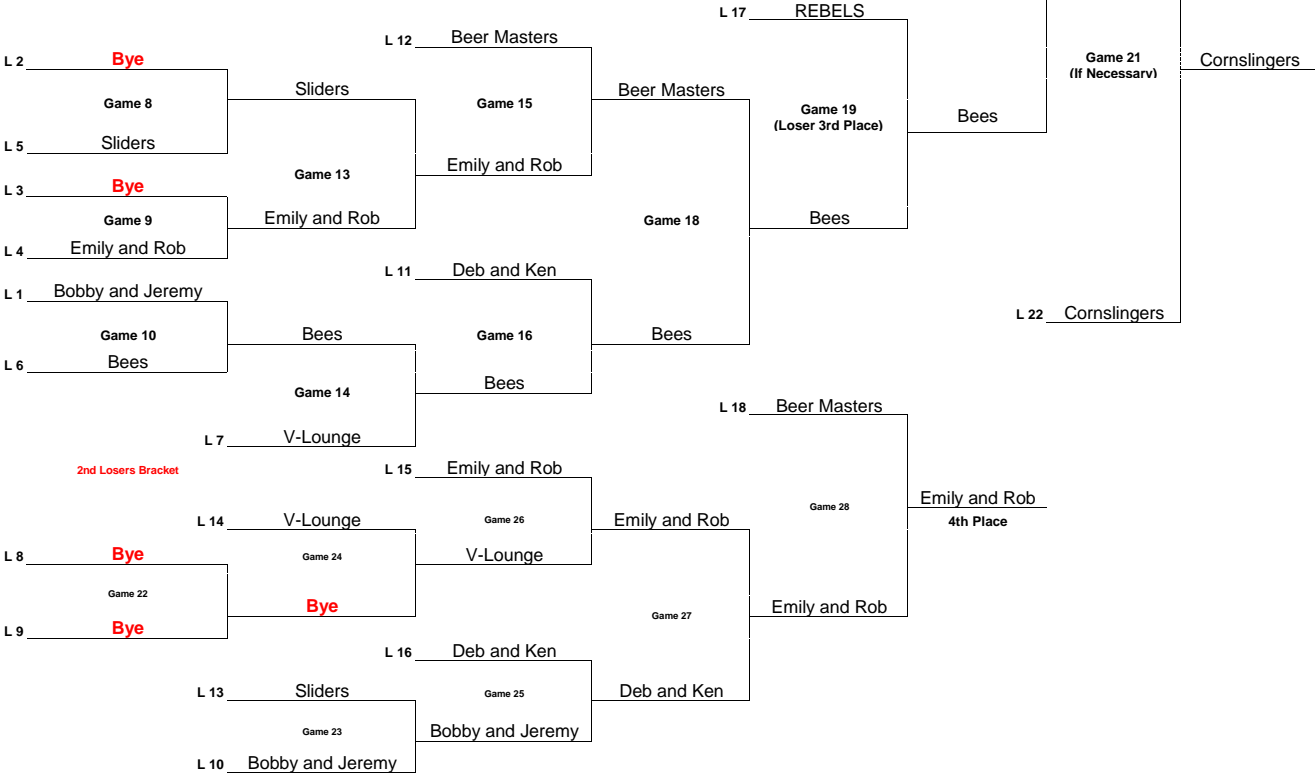 L 17 REBELS
L 12 Beer Masters
L 2 Bye
Game 21
(If Necessary)
Cornslingers
Sliders
Beer Masters
Game 8
Game 15
Game 19
(Loser 3rd Place)
Bees
L 5 Sliders
Emily and Rob
Game 13
L 3 Bye
Game 9
Emily and Rob
Game 18
Bees
L 4 Emily and Rob
L 11 Deb and Ken
L 1 Bobby and Jeremy
L 22 Cornslingers
Game 10
Bees
Game 16
Bees
L 6 Bees
Game 14
Bees
L 18 Beer Masters
L 7 V-Lounge
2nd Losers Bracket
L 15 Emily and Rob
Emily and Rob
4th Place
Game 28
L 14 V-Lounge
Game 26
Emily and Rob
L 8 Bye
Game 24
V-Lounge
Game 22
Bye
Game 27
Emily and Rob
L 9 Bye
L 16 Deb and Ken
L 13 Sliders
Game 25
Deb and Ken
Game 23
Bobby and Jeremy
L 10 Bobby and Jeremy